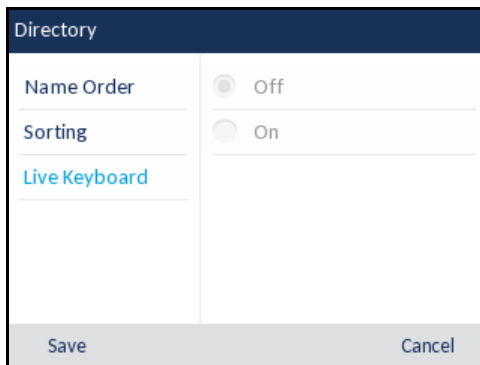 Directory
Name Order
Off
Sorting
On
Live Keyboard
Save
Cancel